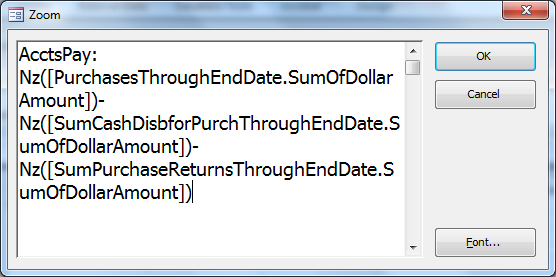 Zoom
AcctsPay:
Nz([PurchasesThroughEndDate.SumOfDollar
Amount])-
Nz([SumCashDisbforPurchThroughEndDate.S
umOfDollarAmount])-
Nz([SumPurchaseReturnsThroughEndDate.S
umOfDollarAmount])
OK
Cancel
Font...